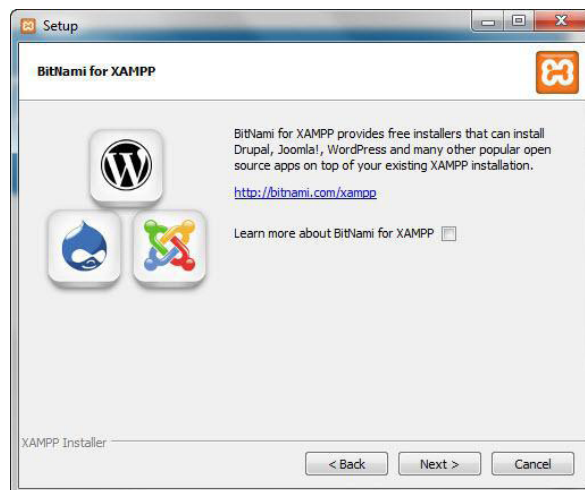 Setup
BitNami for XAMPP
BitNami for XAMPP provides free installers that can install
Drupal, Joomla!, WordPress and many other popular open
source apps on top of your existing XAMPP installation.
http://bitnami.com/xampp
Learn more about BitNami for XAMPP
XAMPP Installer
< Back
Next >
Cancel